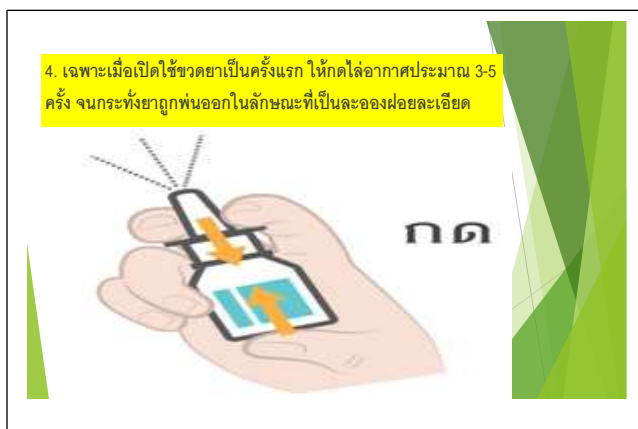 4. เฉพาะเมื่อเปิดใช้ขวดยาเป็นครั้งแรก ให้กดไล่อากาศประมาณ 3-5
ครั้ง จนกระทั่งยาถูกพ่นออกในลักษณะที่เป็นละอองฝอยละเอียด
กด